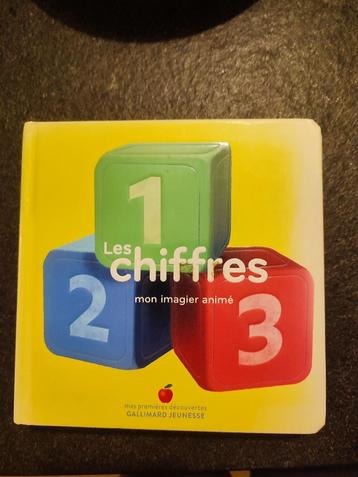 1
Les
chiffres
mon imagier animé
2
3
mes premières découvertes
GALLIMARD JEUNESSE